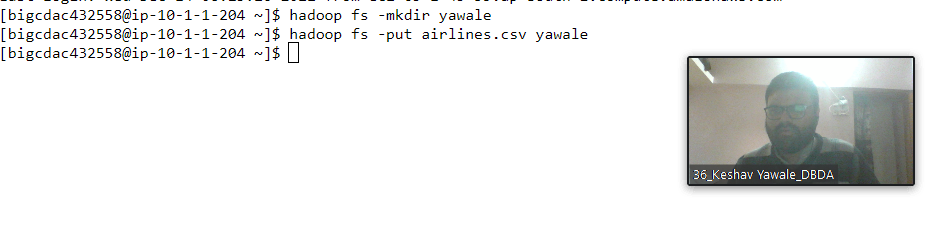 [bigcdac432558@ip-10-1-1-204 ~]$ hadoop fs -mkdir yawale
[bigcdac432558@ip-10-1-1-204 ~]$ hadoop fs -put airlines.csv yawale
[bigcdac432558@ip-10-1-1-204 ~]$
36_Keshav Yawale_DBDA